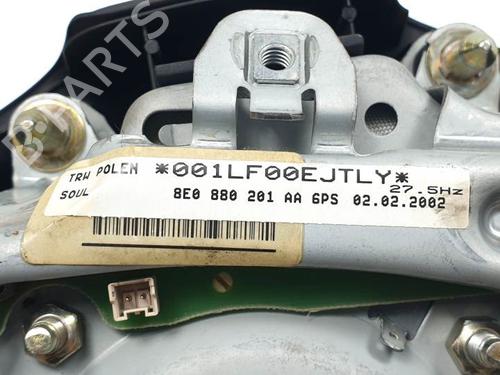 TRW POLEN *001LF00EJTLY*
SOUL 27.5Hz
8E0 880 201 AA 6PS 02.02.2002
B-PARTS